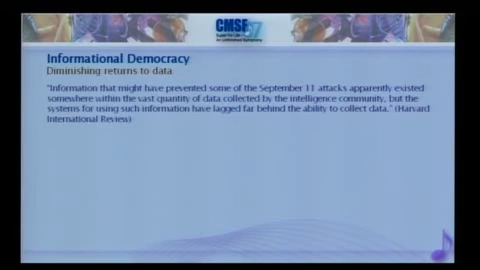 CMSE 07
Informational Democracy
Diminishing returns to data
"Information that might have prevented some of the September 11 attacks apparently existed
somewhere within the vast quantity of data collected by the intelligence community, but the
systems for using such information have lagged far behind the ability to collect data." (Harvard
International Review)